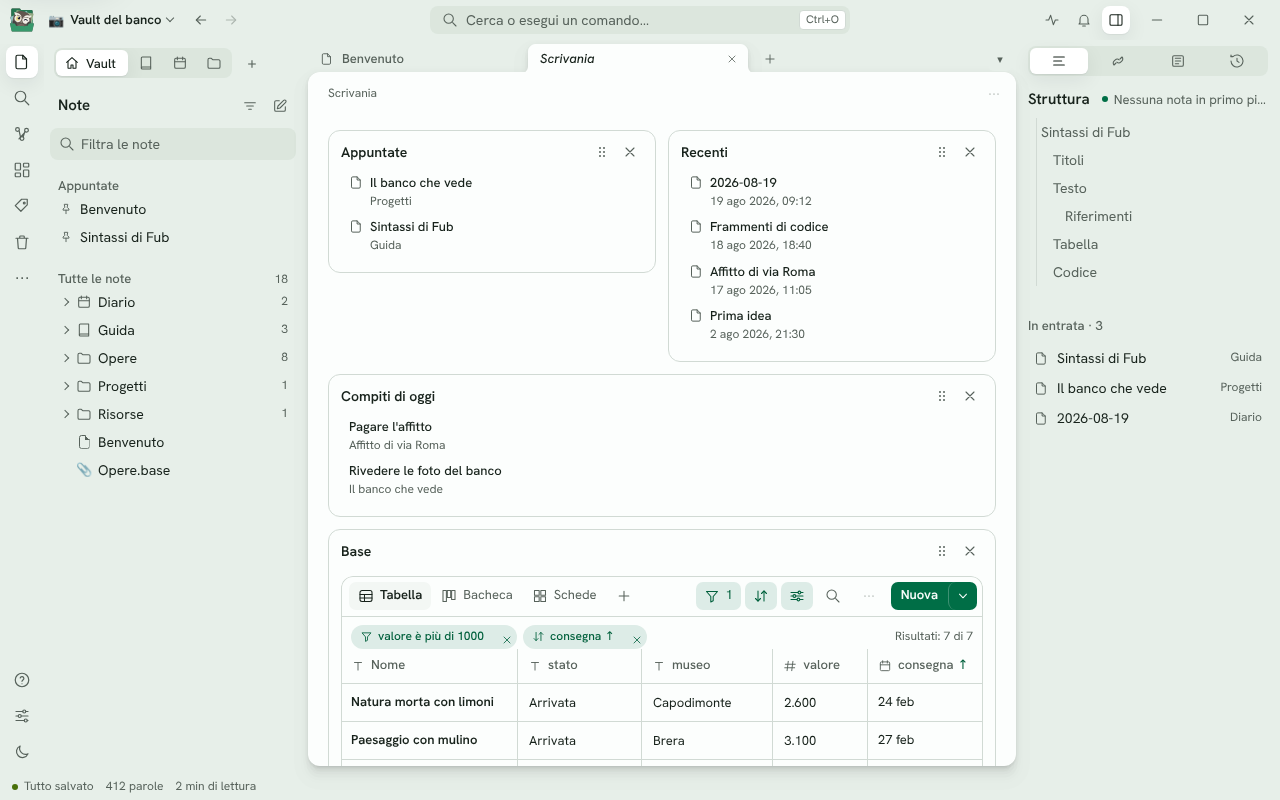 Vault del banco
Cerca o esegui un comando…
Ctrl+O
Vault
Benvenuto
Scrivania
Note
Filtra le note
Appuntate
Benvenuto
Sintassi di Fub
Tutte le note 18
Diario 2
Guida 3
Opere 8
Progetti 1
Risorse 1
Benvenuto
Opere.base
Scrivania
Appuntate
Il banco che vede
Progetti
Sintassi di Fub
Guida
Recenti
2026-08-19
19 ago 2026, 09:12
Frammenti di codice
18 ago 2026, 18:40
Affitto di via Roma
17 ago 2026, 11:05
Prima idea
2 ago 2026, 21:30
Compiti di oggi
Pagare l'affitto
Affitto di via Roma
Rivedere le foto del banco
Il banco che vede
Base
Tabella Bacheca Schede 1 Nuova
valore è più di 1000 consegna ↑ Risultati: 7 di 7
Nome stato museo valore consegna ↑
Natura morta con limoni Arrivata Capodimonte 2.600 24 feb
Paesaggio con mulino Arrivata Brera 3.100 27 feb
Struttura Nessuna nota in primo pi…
Sintassi di Fub
Titoli
Testo
Riferimenti
Tabella
Codice
In entrata · 3
Sintassi di Fub Guida
Il banco che vede Progetti
2026-08-19 Diario
Tutto salvato 412 parole 2 min di lettura